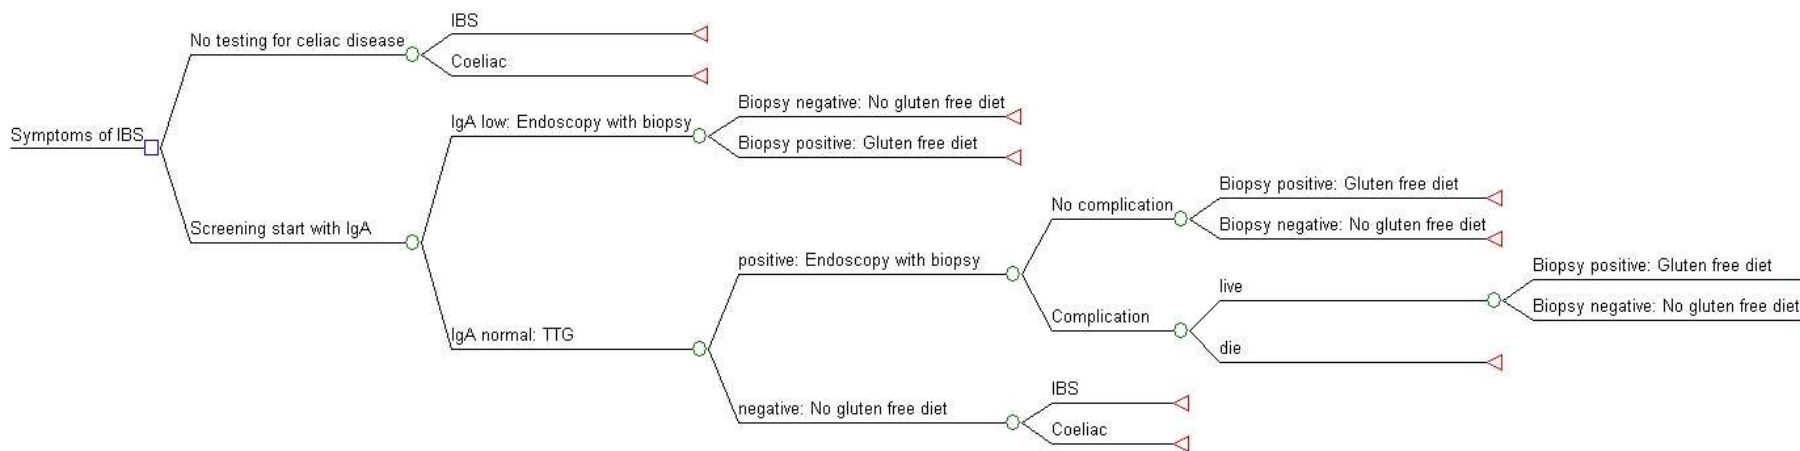 IBS
No testing for celiac disease
Coeliac
Biopsy negative: No gluten free diet
IgA low: Endoscopy with biopsy
Symptoms of IBS
Biopsy positive: Gluten free diet
Biopsy positive: Gluten free diet
No complication
Biopsy negative: No gluten free diet
Screening start with IgA
positive: Endoscopy with biopsy
Biopsy positive: Gluten free diet
live
Biopsy negative: No gluten free diet
Complication
IgA normal: TTG
die
IBS
negative: No gluten free diet
Coeliac